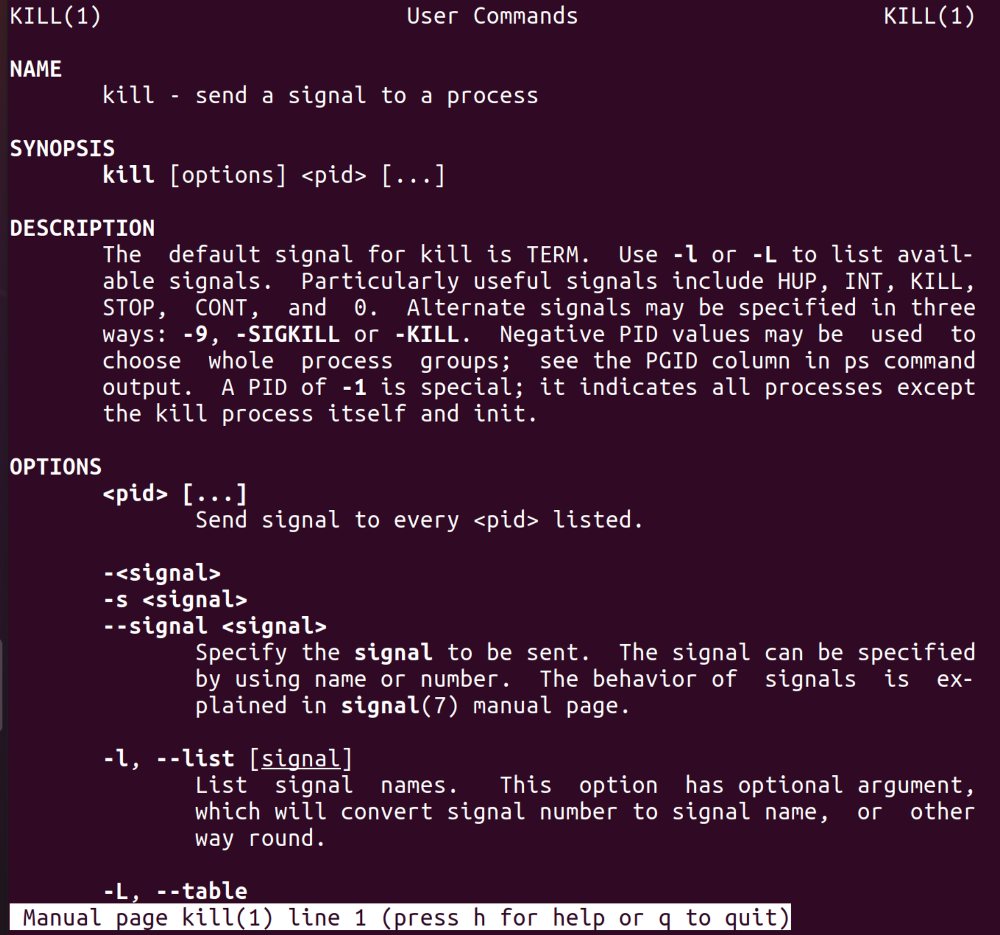 KILL(1) User Commands KILL(1)
NAME
kill - send a signal to a process
SYNOPSIS
kill [options] <pid> [...]
DESCRIPTION
The default signal for kill is TERM. Use -l or -L to list avail-
able signals. Particularly useful signals include HUP, INT, KILL,
STOP, CONT, and 0. Alternate signals may be specified in three
ways: -9, -SIGKILL or -KILL. Negative PID values may be used to
choose whole process groups; see the PGID column in ps command
output. A PID of -1 is special; it indicates all processes except
the kill process itself and init.
OPTIONS
<pid> [...]
Send signal to every <pid> listed.
-<signal>
-s <signal>
--signal <signal>
Specify the signal to be sent. The signal can be specified
by using name or number. The behavior of signals is ex-
plained in signal(7) manual page.
-l, --list [signal]
List signal names. This option has optional argument,
which will convert signal number to signal name, or other
way round.
-L, --table
Manual page kill(1) line 1 (press h for help or q to quit)